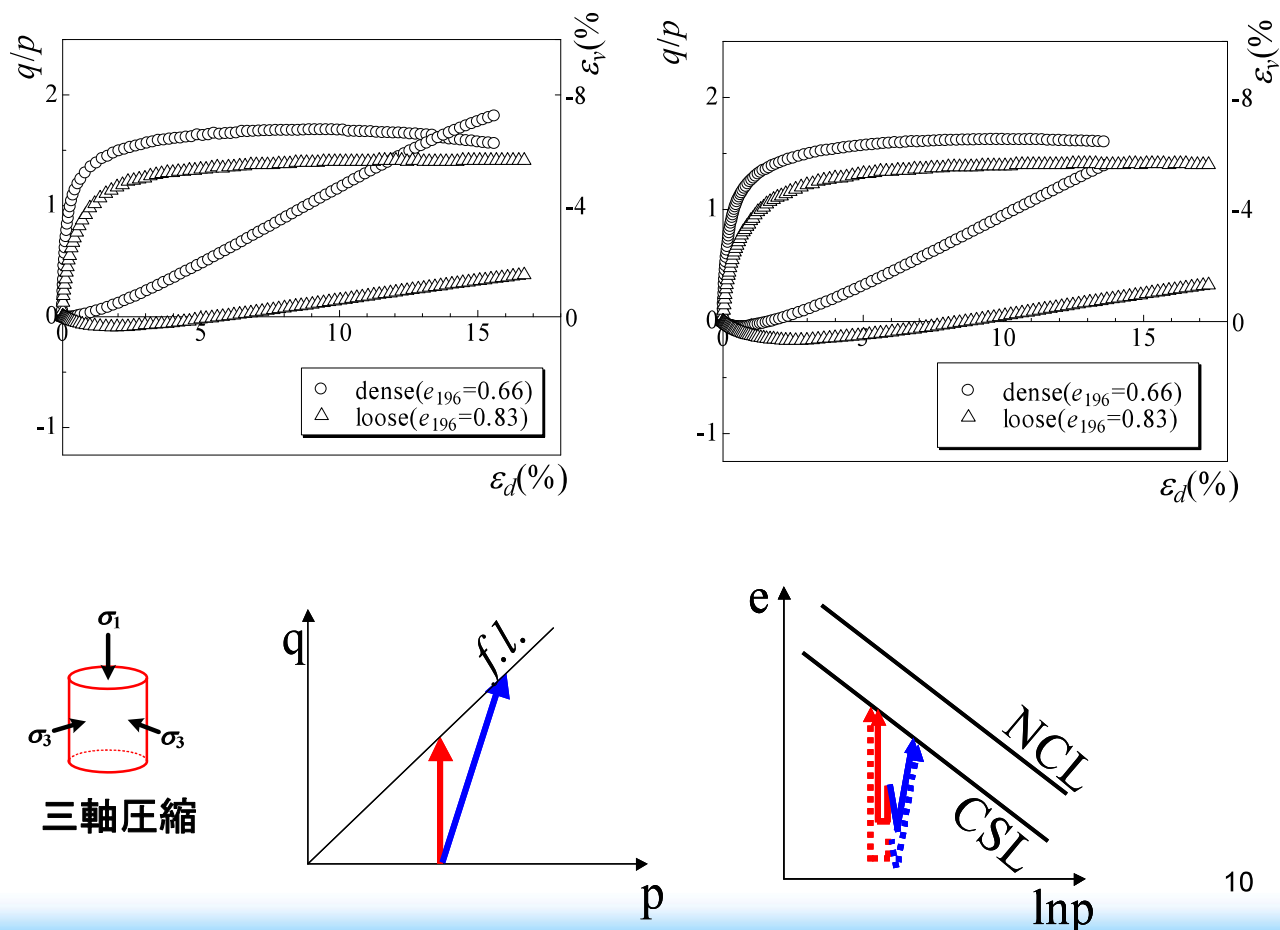 q/p
εv(%
2
1
0
-1
-8
-4
0
0
5
10
15
dense(e196=0.66)
loose(e196=0.83)
εd(%)
q/p
εv(%
2
1
0
-1
-8
-4
0
0
5
10
15
dense(e196=0.66)
loose(e196=0.83)
εd(%)
σ1
σ3
σ3
三軸圧縮
q
f.l.
p
e
NCL
CSL
lnp
10